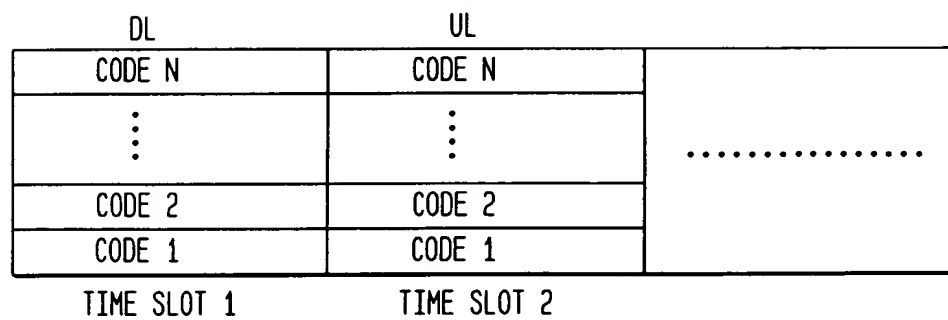 DL UL
CODE N CODE N
CODE 2 CODE 2
CODE 1 CODE 1
TIME SLOT 1 TIME SLOT 2